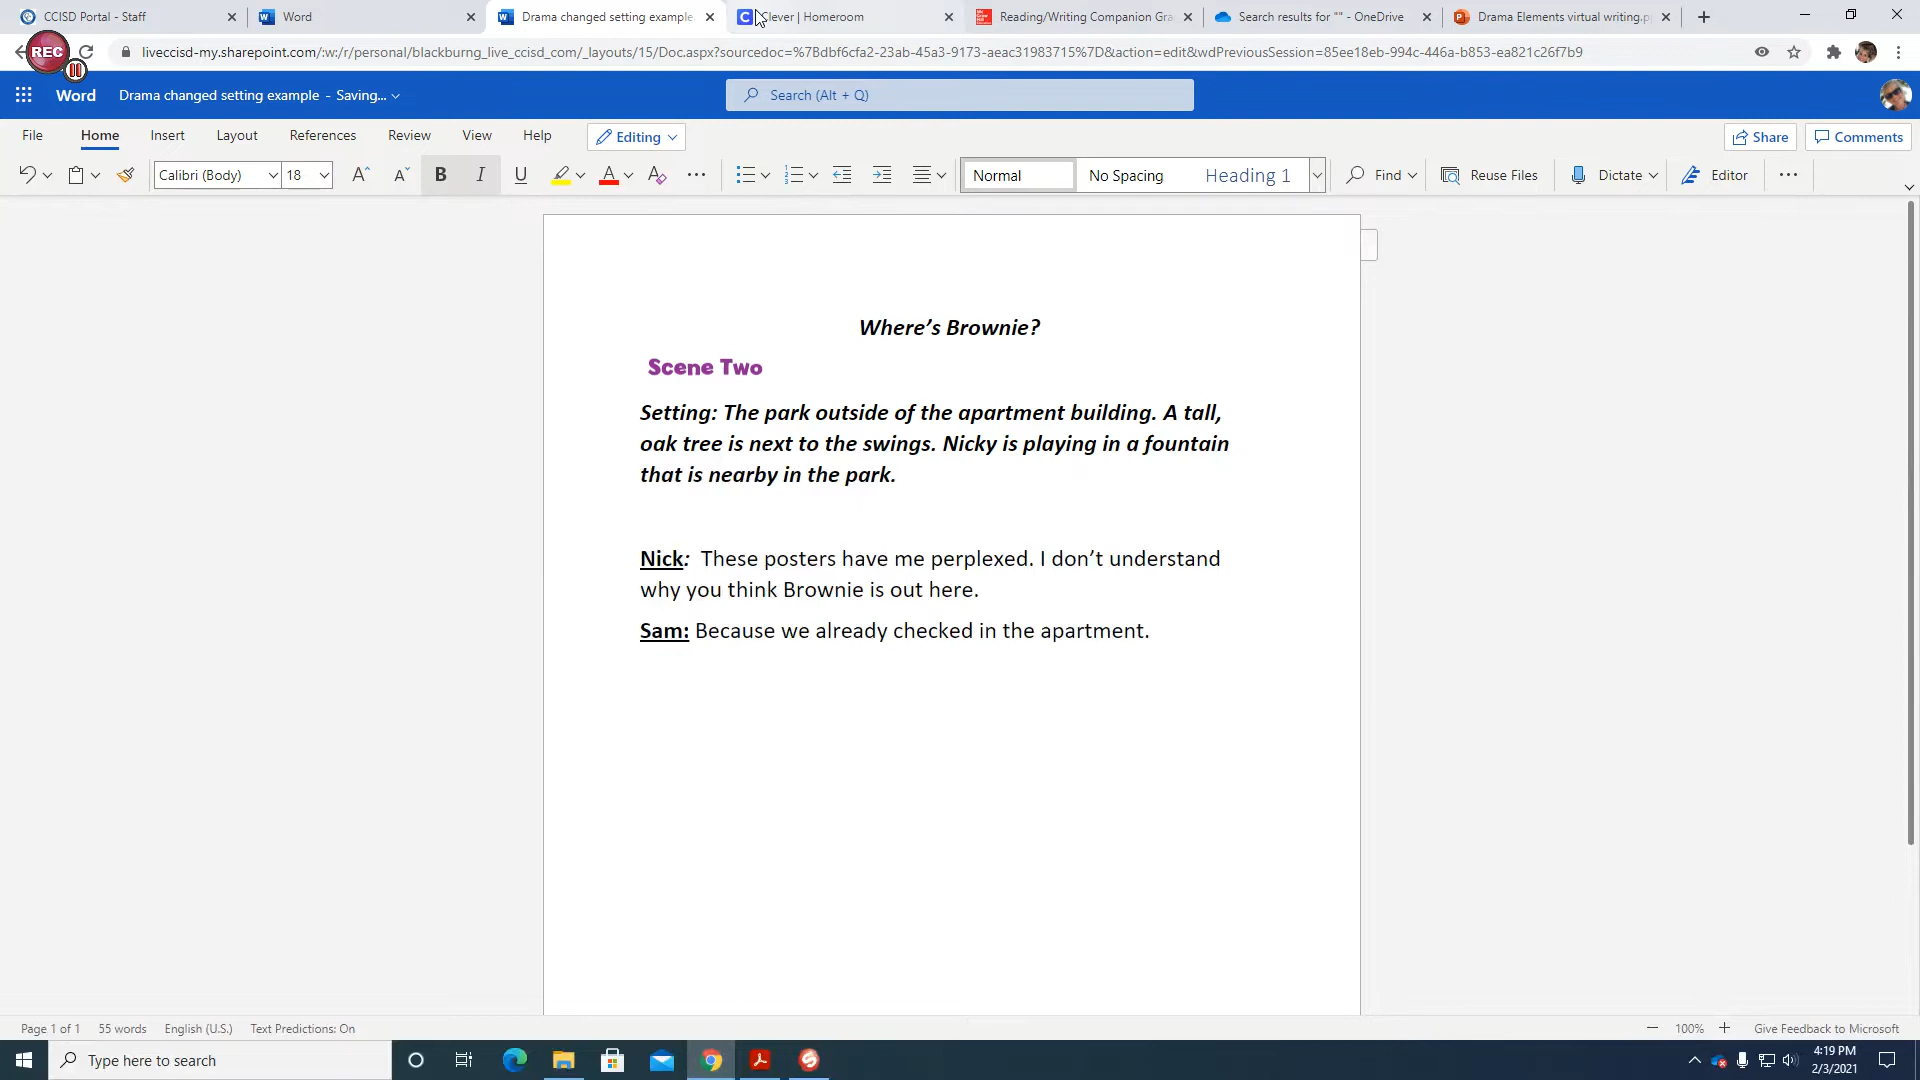 CCISD Portal - Staff
Word
Drama changed setting example
Clever | Homeroom
Reading/Writing Companion Gra
Search results for "" - OneDrive
Drama Elements virtual writing.p
REC
liveccisd-my.sharepoint.com/:w:/r/personal/blackburng_live_ccisd_com/_layouts/15/Doc.aspx?sourcedoc=%7Bdbf6cfa2-23ab-45a3-9173-aeac31983715%7D&action=edit&wdPreviousSession=85ee18eb-994c-446a-b853-ea821c26f7b9
Word
Drama changed setting example - Saving...
Search (Alt + Q)
File Home Insert Layout References Review View Help Editing Share Comments
Calibri (Body) 18 A A B I U A A Normal No Spacing Heading 1 Find Reuse Files Dictate Editor
Where's Brownie?
Scene Two
Setting: The park outside of the apartment building. A tall,
oak tree is next to the swings. Nicky is playing in a fountain
that is nearby in the park.
Nick: These posters have me perplexed. I don't understand
why you think Brownie is out here.
Sam: Because we already checked in the apartment.
Page 1 of 1 55 words English (U.S.) Text Predictions: On 100% Give Feedback to Microsoft
Type here to search
4:19 PM
2/3/2021